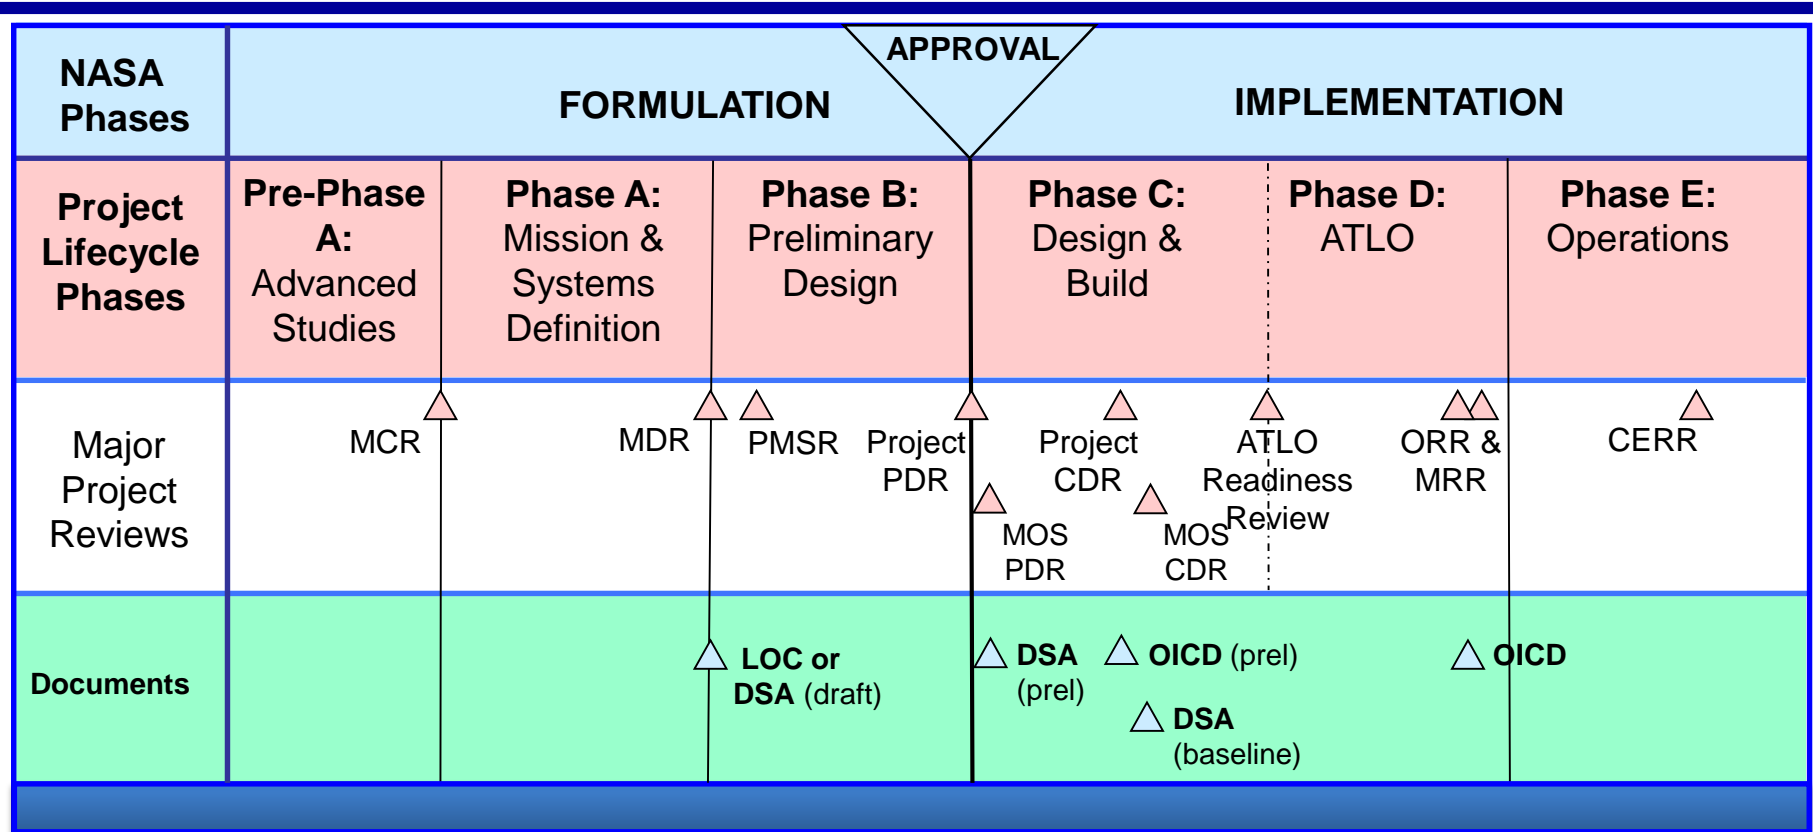 NASA
Phases
FORMULATION
APPROVAL
IMPLEMENTATION
Project
Lifecycle
Phases
Pre-Phase
A:
Advanced
Studies
Phase A:
Mission &
Systems
Definition
Phase B:
Preliminary
Design
Phase C:
Design &
Build
Phase D:
ATLO
Phase E:
Operations
Major
Project
Reviews
MCR
MDR
PMSR
Project
PDR
MOS
PDR
Project
CDR
MOS
CDR
ATLO
Readiness
Review
ORR &
MRR
CERR
Documents
LOC or
DSA (draft)
DSA
(prel)
OICD (prel)
DSA
(baseline)
OICD